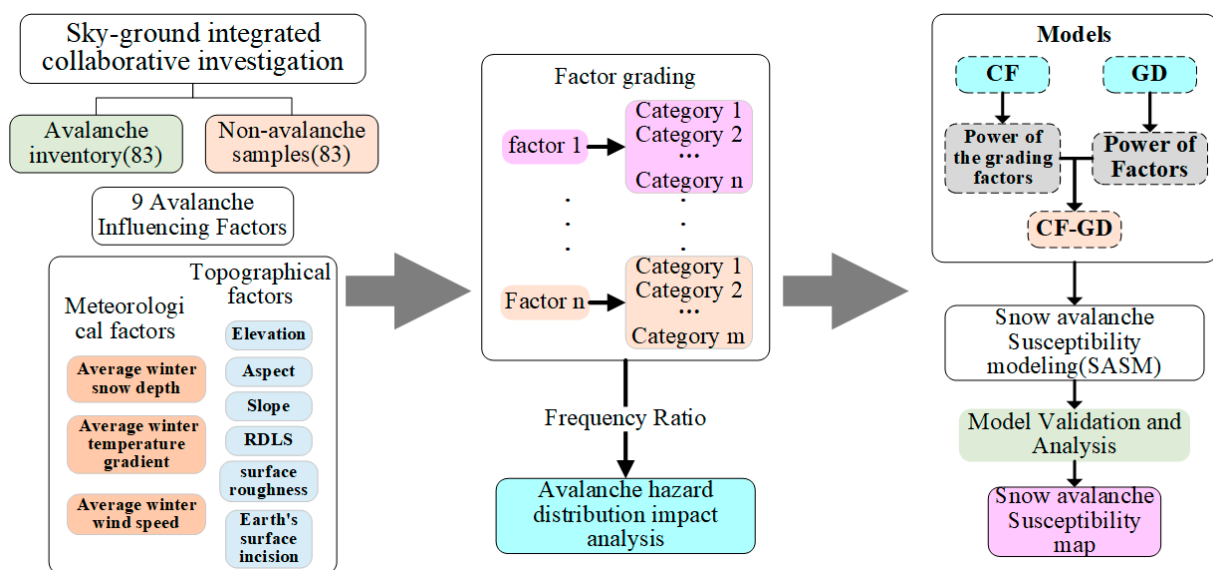 Sky-ground integrated
collaborative investigation
Avalanche
inventory(83)
Non-avalanche
samples(83)
9 Avalanche
Influencing Factors
Meteorologi
cal factors
Average winter
snow depth
Average winter
temperature
gradient
Average winter
wind speed
Topographical
factors
Elevation
Aspect
Slope
RDLS
surface
roughness
Earth's
surface
incision
Factor grading
factor 1
Category 1
Category 2
...
Category n
. .
. .
. .
Factor n
Category 1
Category 2
...
Category m
Frequency Ratio
Avalanche hazard
distribution impact
analysis
Models
CF
GD
Power of
the grading
factors
Power of
Factors
CF-GD
Snow avalanche
Susceptibility
modeling(SASM)
Model Validation and
Analysis
Snow avalanche
Susceptibility
map